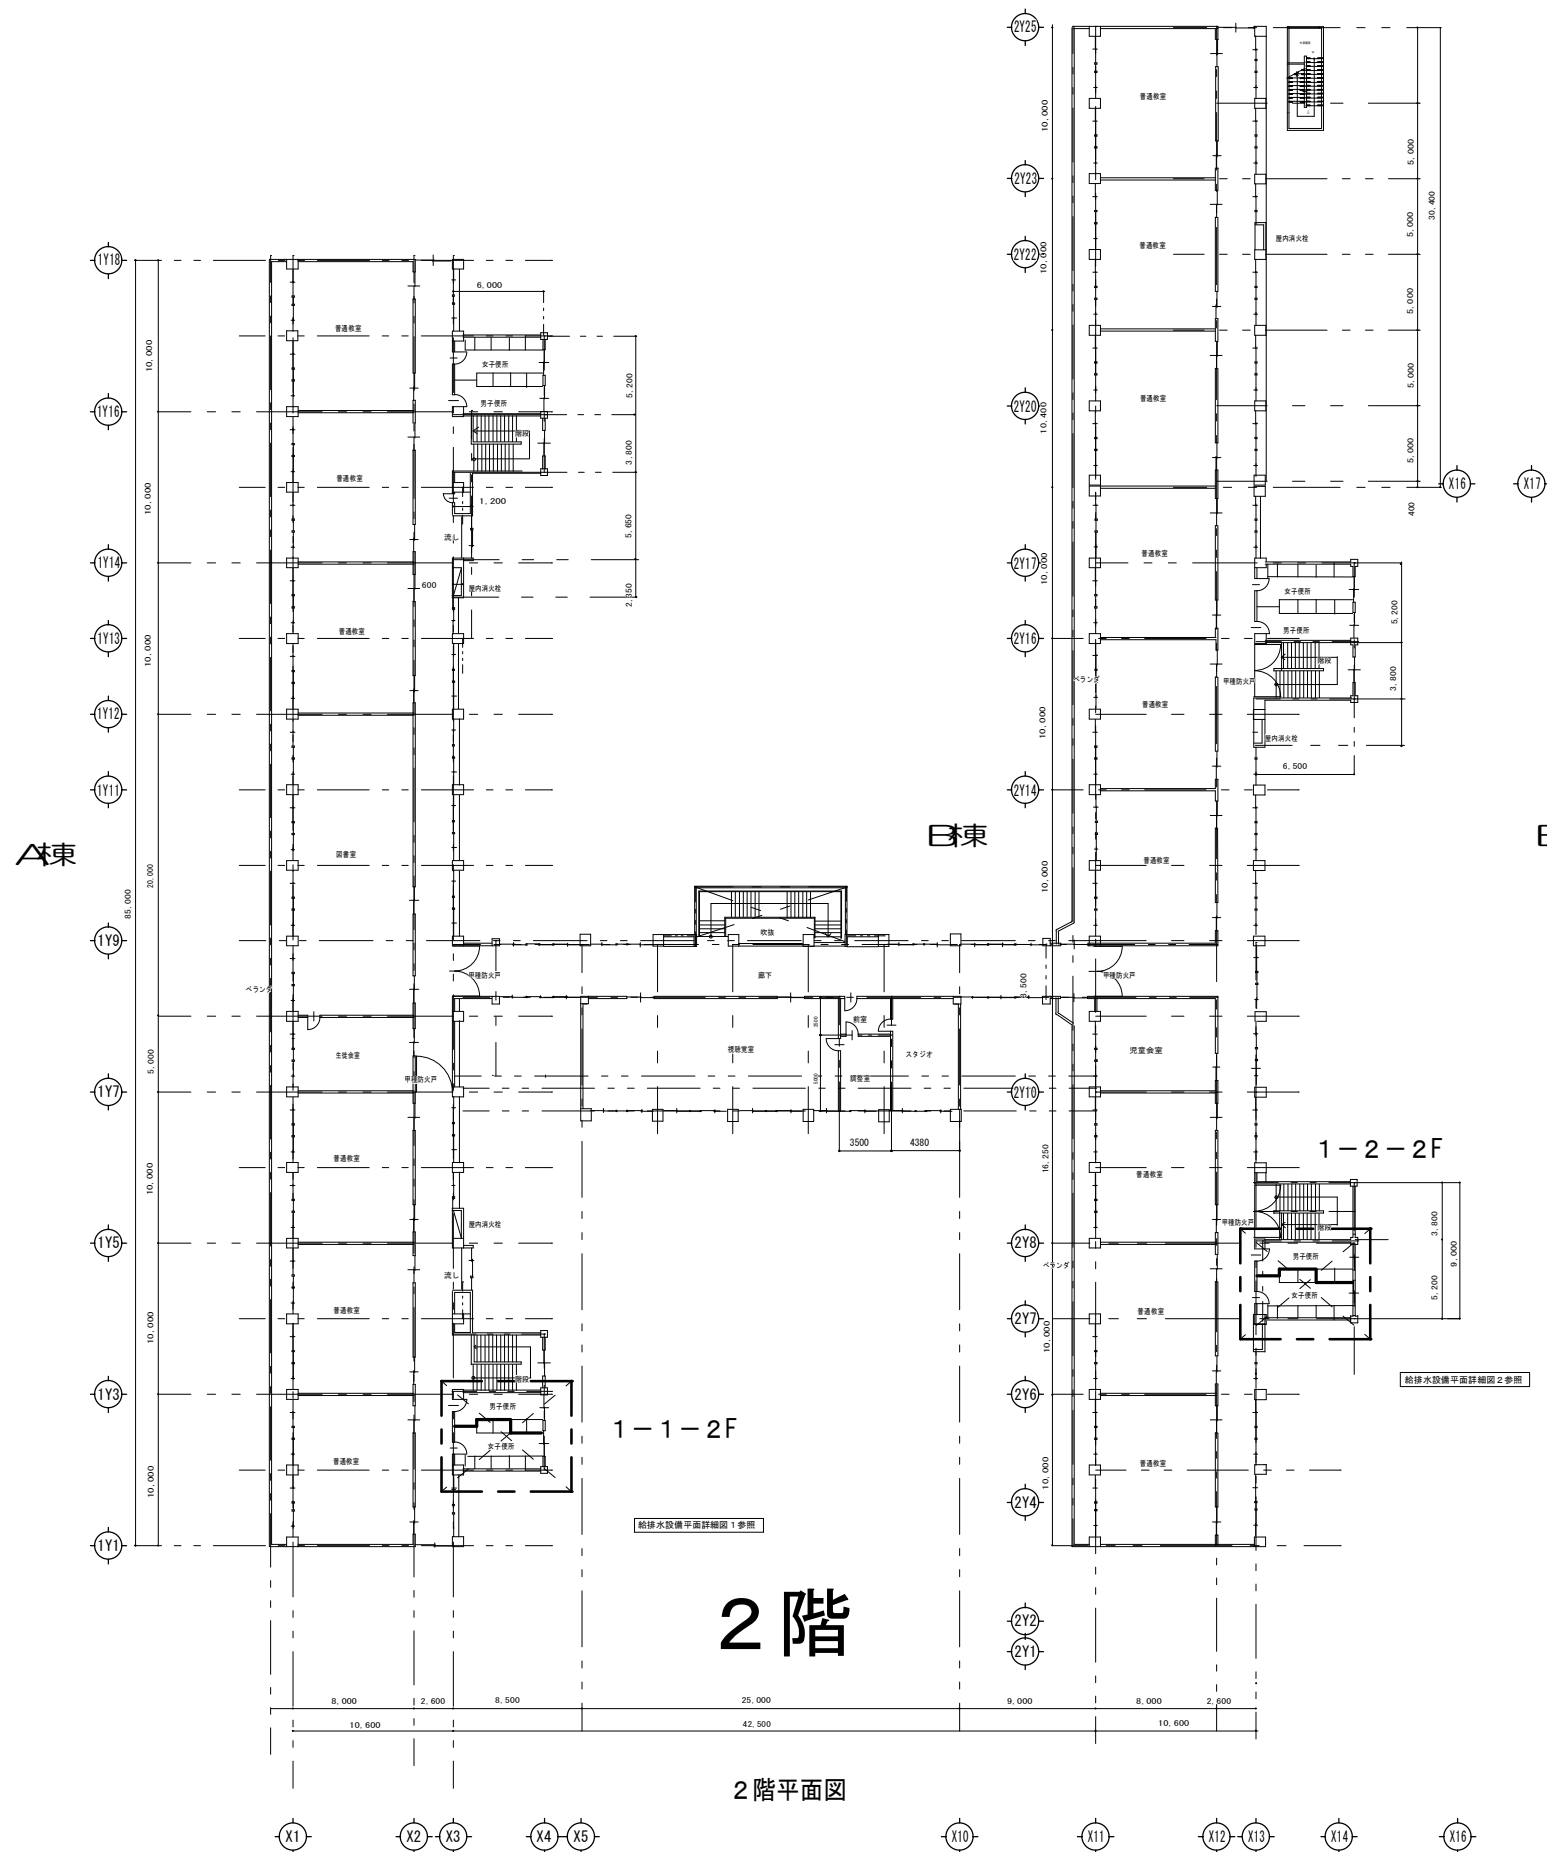 2Y25
2Y23
2Y22
2Y20
2Y17
2Y16
2Y14
2Y10
2Y8
2Y7
2Y6
2Y4
2Y2
2Y1
1Y18
1Y16
1Y14
1Y13
1Y12
1Y11
1Y9
1Y7
1Y5
1Y3
1Y1
A棟
85,000
10,000
10,000
10,000
20,000
5,000
10,000
10,000
10,000
普通教室
普通教室
普通教室
図書室
ベランダ
生徒会室
甲種防火戸
普通教室
普通教室
普通教室
6,000
女子便所
男子便所
階段
1,200
流し
600
屋内消火栓
5,200
3,800
5,650
2,350
甲種防火戸
屋内消火栓
流し
階段
男子便所
女子便所
1－1－2F
給排水設備平面詳細図1参照
吹抜
廊下
視聴覚室
前室
調整室
スタジオ
3500
4380
B棟
10,000
10,000
10,400
10,000
10,000
10,000
16,250
10,000
10,000
普通教室
普通教室
普通教室
普通教室
普通教室
普通教室
ベランダ
甲種防火戸
児童会室
普通教室
ベランダ
普通教室
普通教室
屋内消火栓
5,000
5,000
5,000
5,000
5,000
30,400
400
X16
X17
女子便所
男子便所
階段
甲種防火戸
屋内消火栓
5,200
3,800
6,500
1－2－2F
甲種防火戸
階段
男子便所
女子便所
3,800
5,200
9,000
給排水設備平面詳細図2参照
2階
8,000
2,600
8,500
25,000
9,000
8,000
2,600
10,600
42,500
10,600
2階平面図
X1
X2
X3
X4
X5
X10
X11
X12
X13
X14
X16